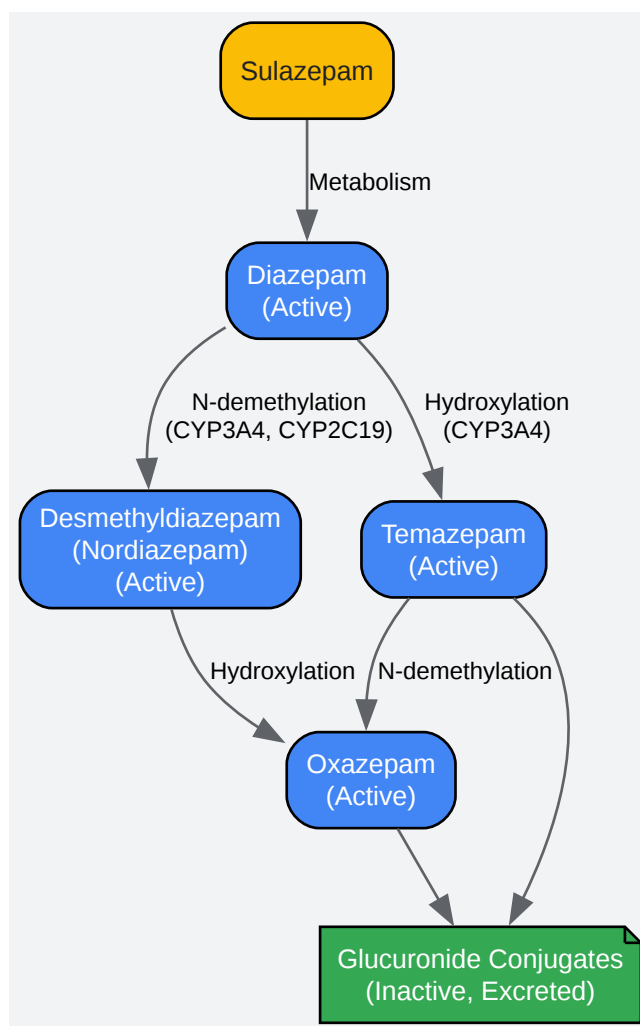 Sulazepam
Metabolism
Diazepam
(Active)
N-demethylation
(CYP3A4, CYP2C19)
Hydroxylation
(CYP3A4)
Desmethyldiazepam
(Nordiazepam)
(Active)
Temazepam
(Active)
Hydroxylation
N-demethylation
Oxazepam
(Active)
Glucuronide Conjugates
(Inactive, Excreted)